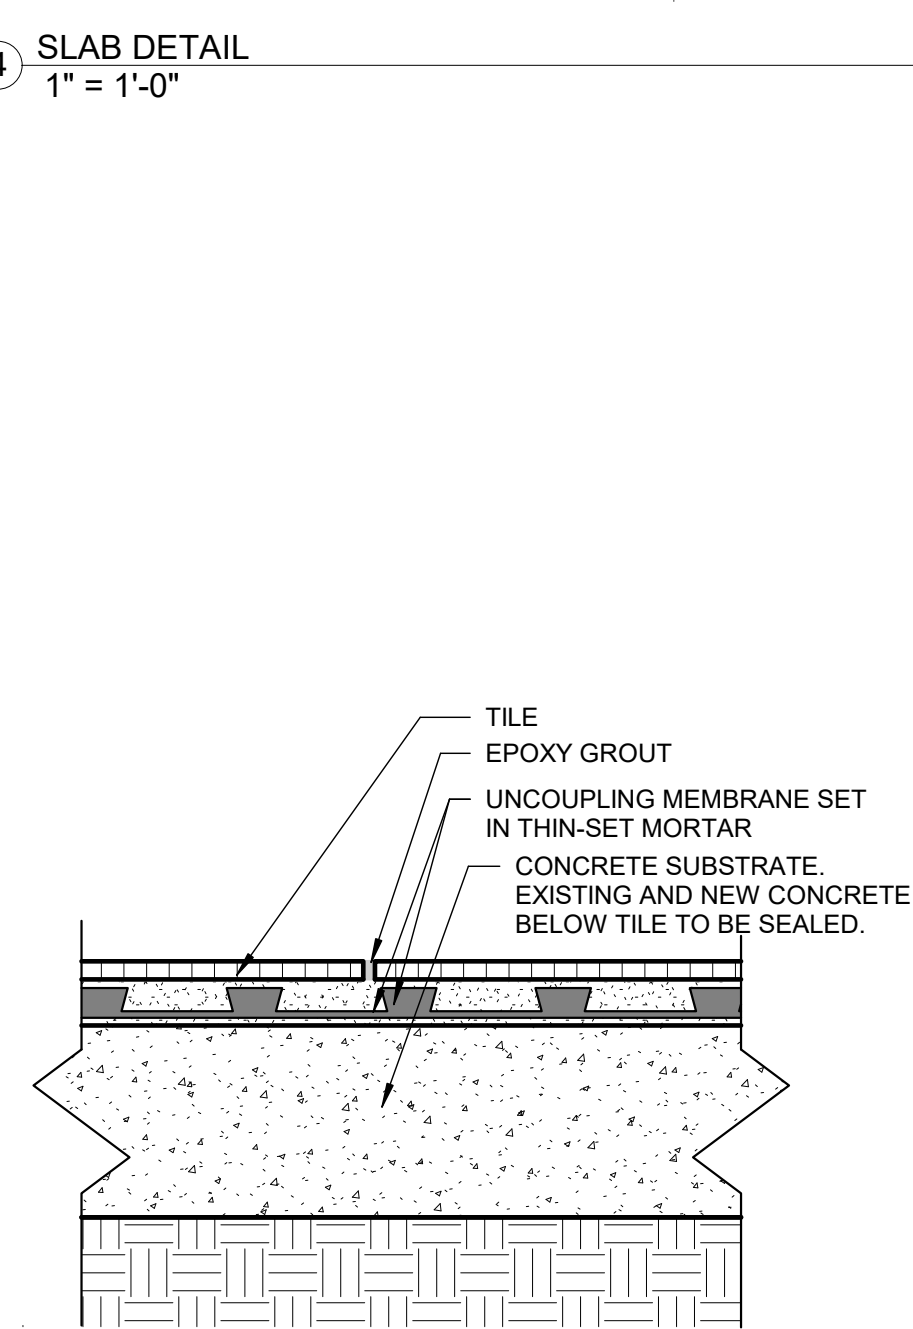 4
SLAB DETAIL
1" = 1'-0"
TILE
EPOXY GROUT
UNCOUPLING MEMBRANE SET
IN THIN-SET MORTAR
CONCRETE SUBSTRATE.
EXISTING AND NEW CONCRETE
BELOW TILE TO BE SEALED.